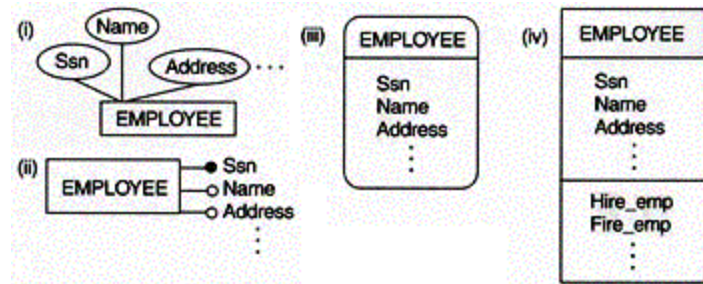 (i)
Name
Ssn
Address
EMPLOYEE
(ii)
EMPLOYEE
Ssn
Name
Address
(iii)
EMPLOYEE
Ssn
Name
Address
(iv)
EMPLOYEE
Ssn
Name
Address
Hire_emp
Fire_emp